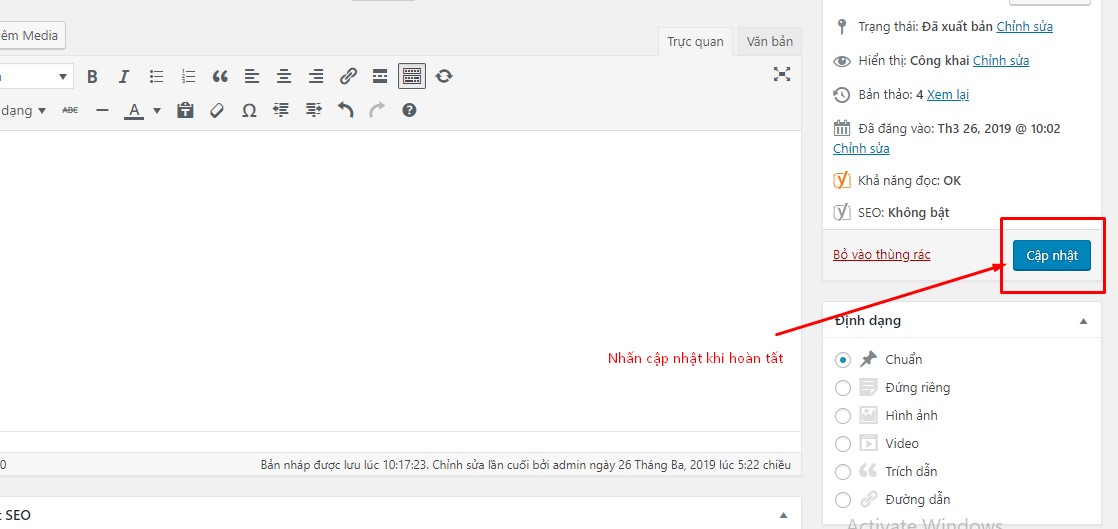 êm Media
Trực quan
Văn bản
B I
dạng ABC A Ω
Bản nháp được lưu lúc 10:17:23. Chỉnh sửa lần cuối bởi admin ngày 26 Tháng Ba, 2019 lúc 5:22 chiều
0
SEO
Nhấn cập nhật khi hoàn tất
Trạng thái: Đã xuất bản Chỉnh sửa
Hiển thị: Công khai Chỉnh sửa
Bản thảo: 4 Xem lại
Đã đăng vào: Th3 26, 2019 @ 10:02
Chỉnh sửa
Khả năng đọc: OK
SEO: Không bật
Bỏ vào thùng rác
Cập nhật
Định dạng
Chuẩn
Đứng riêng
Hình ảnh
Video
Trích dẫn
Đường dẫn
Activate Windows